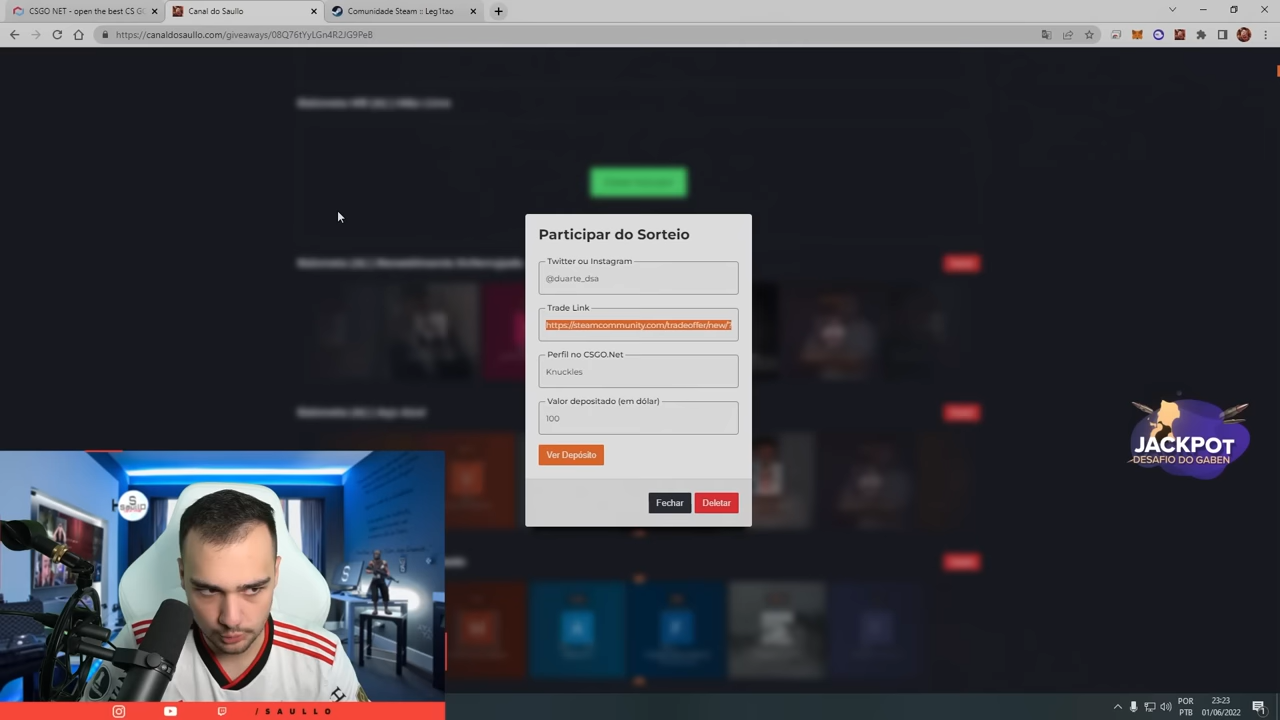 CSGO NET - open the best CS GO
Canal do Saullo
Comunidade Steam :: Leg1tao
https://canaldosaullo.com/giveaways/08Q76tYyLGn4R2JG9PeB
Participar do Sorteio
Twitter ou Instagram
@duarte_dsa
Trade Link
https://steamcommunity.com/tradeoffer/new/?
Perfil no CSGO.Net
Knuckles
Valor depositado (em dólar)
100
Ver Depósito
Fechar
Deletar
JACKPOT
DESAFIO DO GABEN
/SAULLO
POR
PTB
23:23
01/06/2022